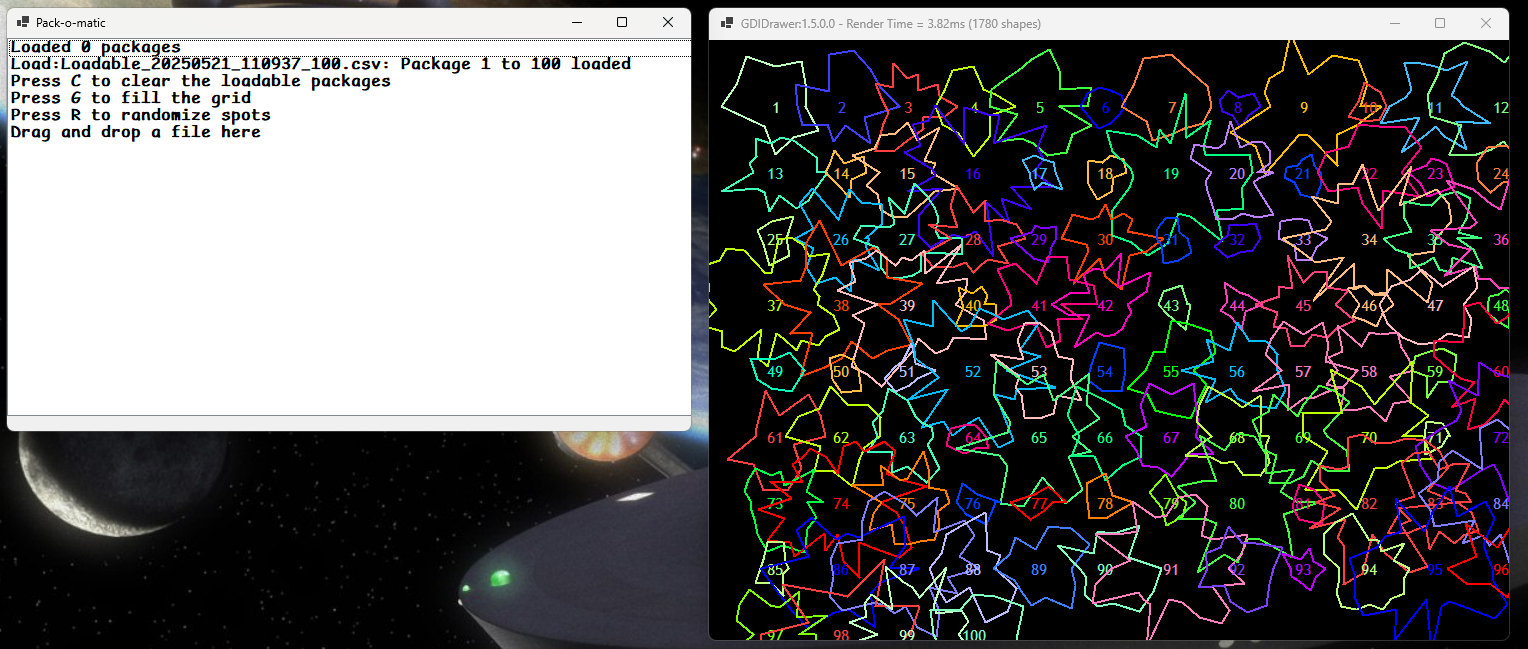 Pack-o-matic
Loaded 0 packages
Load:Loadable_20250521_110937_100.csv: Package 1 to 100 loaded
Press C to clear the loadable packages
Press G to fill the grid
Press R to randomize spots
Drag and drop a file here
GDIDrawer:1.5.0.0 - Render Time = 3.82ms (1780 shapes)
1 2 3 4 5 6 7 8 9 10 11 12
13 14 15 16 17 18 19 20 21 22 23 24
25 26 27 28 29 30 31 32 33 34 35 36
37 38 39 40 41 42 43 44 45 46 47 48
49 50 51 52 53 54 55 56 57 58 59 60
61 62 63 64 65 66 67 68 69 70 71 72
73 74 75 76 77 78 79 80 81 82 83 84
85 86 87 88 89 90 91 92 93 94 95 96
97 98 99 100